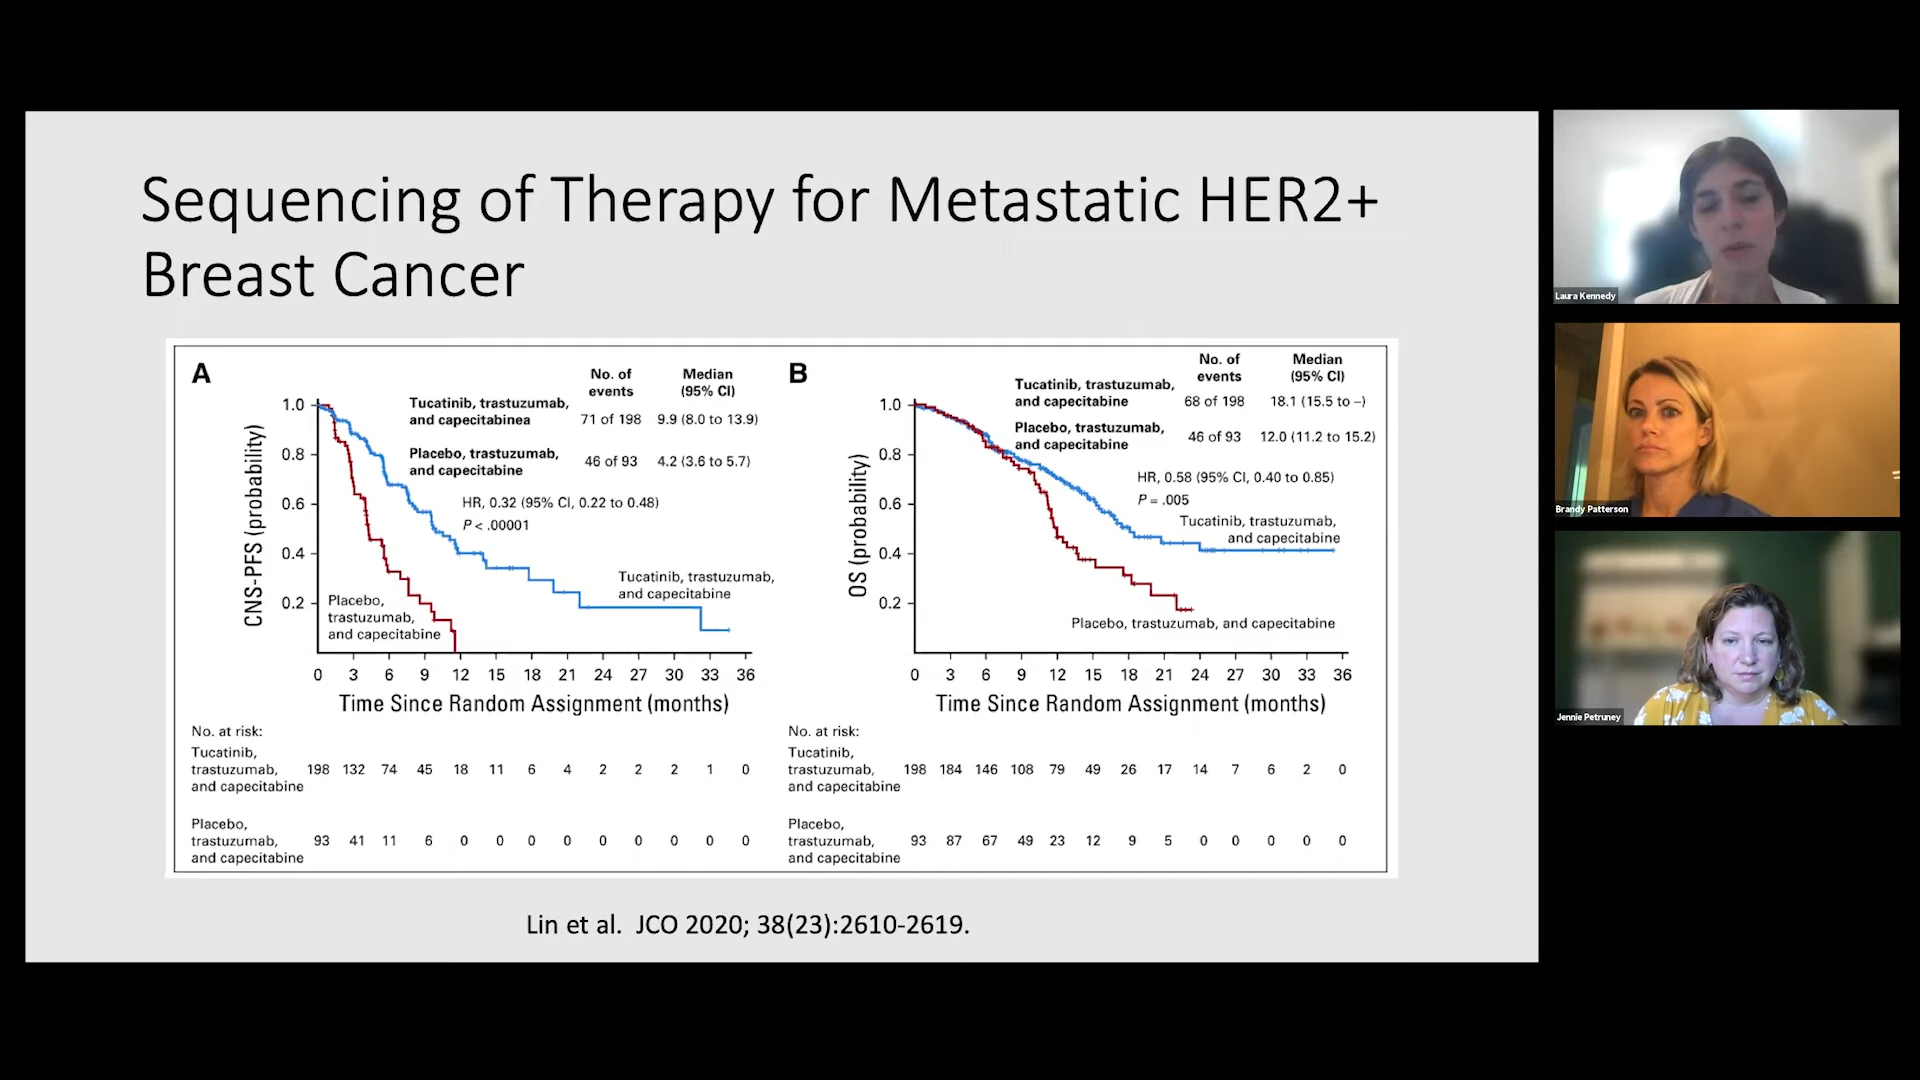 Sequencing of Therapy for Metastatic HER2+
Breast Cancer
A
No. of
events
Median
(95% CI)
Tucatinib, trastuzumab,
and capecitabinea
71 of 198
9.9 (8.0 to 13.9)
Placebo, trastuzumab,
and capecitabine
46 of 93
4.2 (3.6 to 5.7)
HR, 0.32 (95% CI, 0.22 to 0.48)
P < .00001
CNS-PFS (probability)
1.0
0.8
0.6
0.4
0.2
Tucatinib, trastuzumab,
and capecitabine
Placebo,
trastuzumab,
and capecitabine
0 3 6 9 12 15 18 21 24 27 30 33 36
Time Since Random Assignment (months)
No. at risk:
Tucatinib,
trastuzumab, 198 132 74 45 18 11 6 4 2 2 2 1 0
and capecitabine
Placebo,
trastuzumab, 93 41 11 6 0 0 0 0 0 0 0 0 0
and capecitabine
B
No. of
events
Median
(95% CI)
Tucatinib, trastuzumab,
and capecitabine
68 of 198
18.1 (15.5 to –)
Placebo, trastuzumab,
and capecitabine
46 of 93
12.0 (11.2 to 15.2)
HR, 0.58 (95% CI, 0.40 to 0.85)
P = .005
OS (probability)
1.0
0.8
0.6
0.4
0.2
Tucatinib, trastuzumab,
and capecitabine
Placebo, trastuzumab, and capecitabine
0 3 6 9 12 15 18 21 24 27 30 33 36
Time Since Random Assignment (months)
No. at risk:
Tucatinib,
trastuzumab, 198 184 146 108 79 49 26 17 14 7 6 2 0
and capecitabine
Placebo,
trastuzumab, 93 87 67 49 23 12 9 5 0 0 0 0 0
and capecitabine
Lin et al. JCO 2020; 38(23):2610-2619.
Laura Kennedy
Brandy Patterson
Jennie Petruney